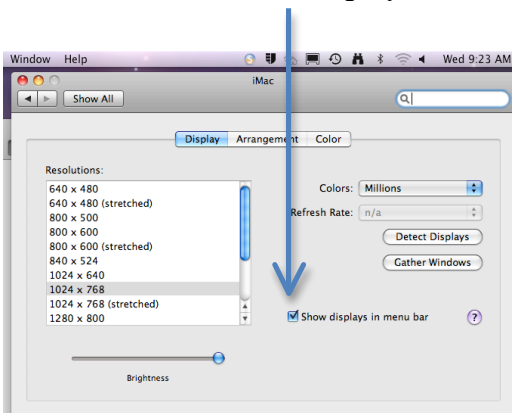 Window Help Wed 9:23 AM
iMac
Show All
Display Arrangement Color
Resolutions:
640 x 480
640 x 480 (stretched)
800 x 500
800 x 600
800 x 600 (stretched)
840 x 524
1024 x 640
1024 x 768
1024 x 768 (stretched)
1280 x 800
Colors: Millions
Refresh Rate: n/a
Detect Displays
Gather Windows
Show displays in menu bar ?
Brightness